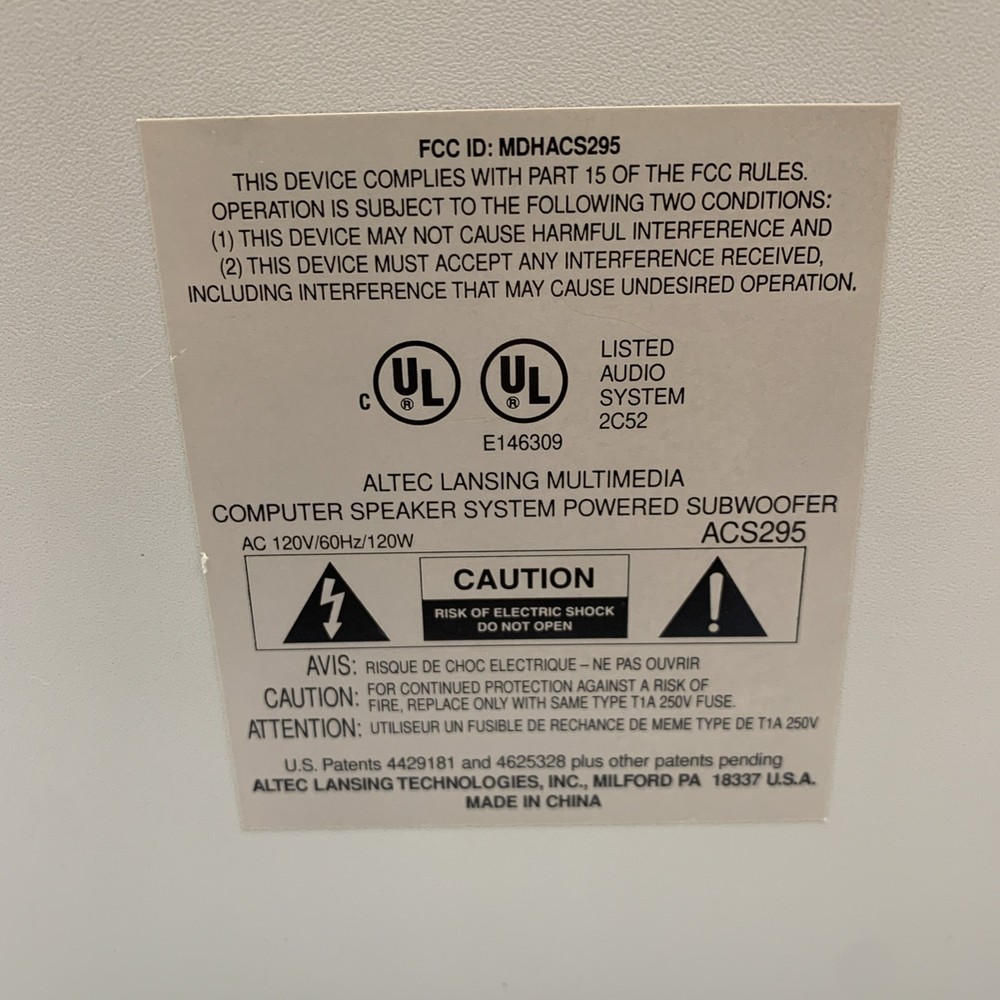 FCC ID: MDHACS295
THIS DEVICE COMPLIES WITH PART 15 OF THE FCC RULES.
OPERATION IS SUBJECT TO THE FOLLOWING TWO CONDITIONS:
(1) THIS DEVICE MAY NOT CAUSE HARMFUL INTERFERENCE AND
(2) THIS DEVICE MUST ACCEPT ANY INTERFERENCE RECEIVED,
INCLUDING INTERFERENCE THAT MAY CAUSE UNDESIRED OPERATION.
C UL ® UL ®
E146309
LISTED
AUDIO
SYSTEM
2C52
ALTEC LANSING MULTIMEDIA
COMPUTER SPEAKER SYSTEM POWERED SUBWOOFER
AC 120V/60Hz/120W ACS295
CAUTION
RISK OF ELECTRIC SHOCK
DO NOT OPEN
!
AVIS: RISQUE DE CHOC ELECTRIQUE – NE PAS OUVRIR
CAUTION: FOR CONTINUED PROTECTION AGAINST A RISK OF
FIRE, REPLACE ONLY WITH SAME TYPE T1A 250V FUSE.
ATTENTION: UTILISEUR UN FUSIBLE DE RECHANCE DE MEME TYPE DE T1A 250V
U.S. Patents 4429181 and 4625328 plus other patents pending
ALTEC LANSING TECHNOLOGIES, INC., MILFORD PA 18337 U.S.A.
MADE IN CHINA